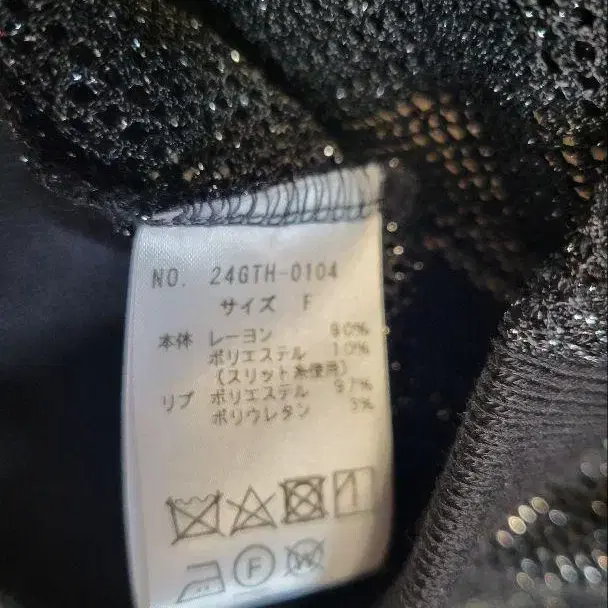 NO. 24GTH-0104
サイズ F
本体 レーヨン 90%
ポリエステル 10%
(スリット糸使用)
リブ ポリエステル 97%
ポリウレタン 3%
F
W